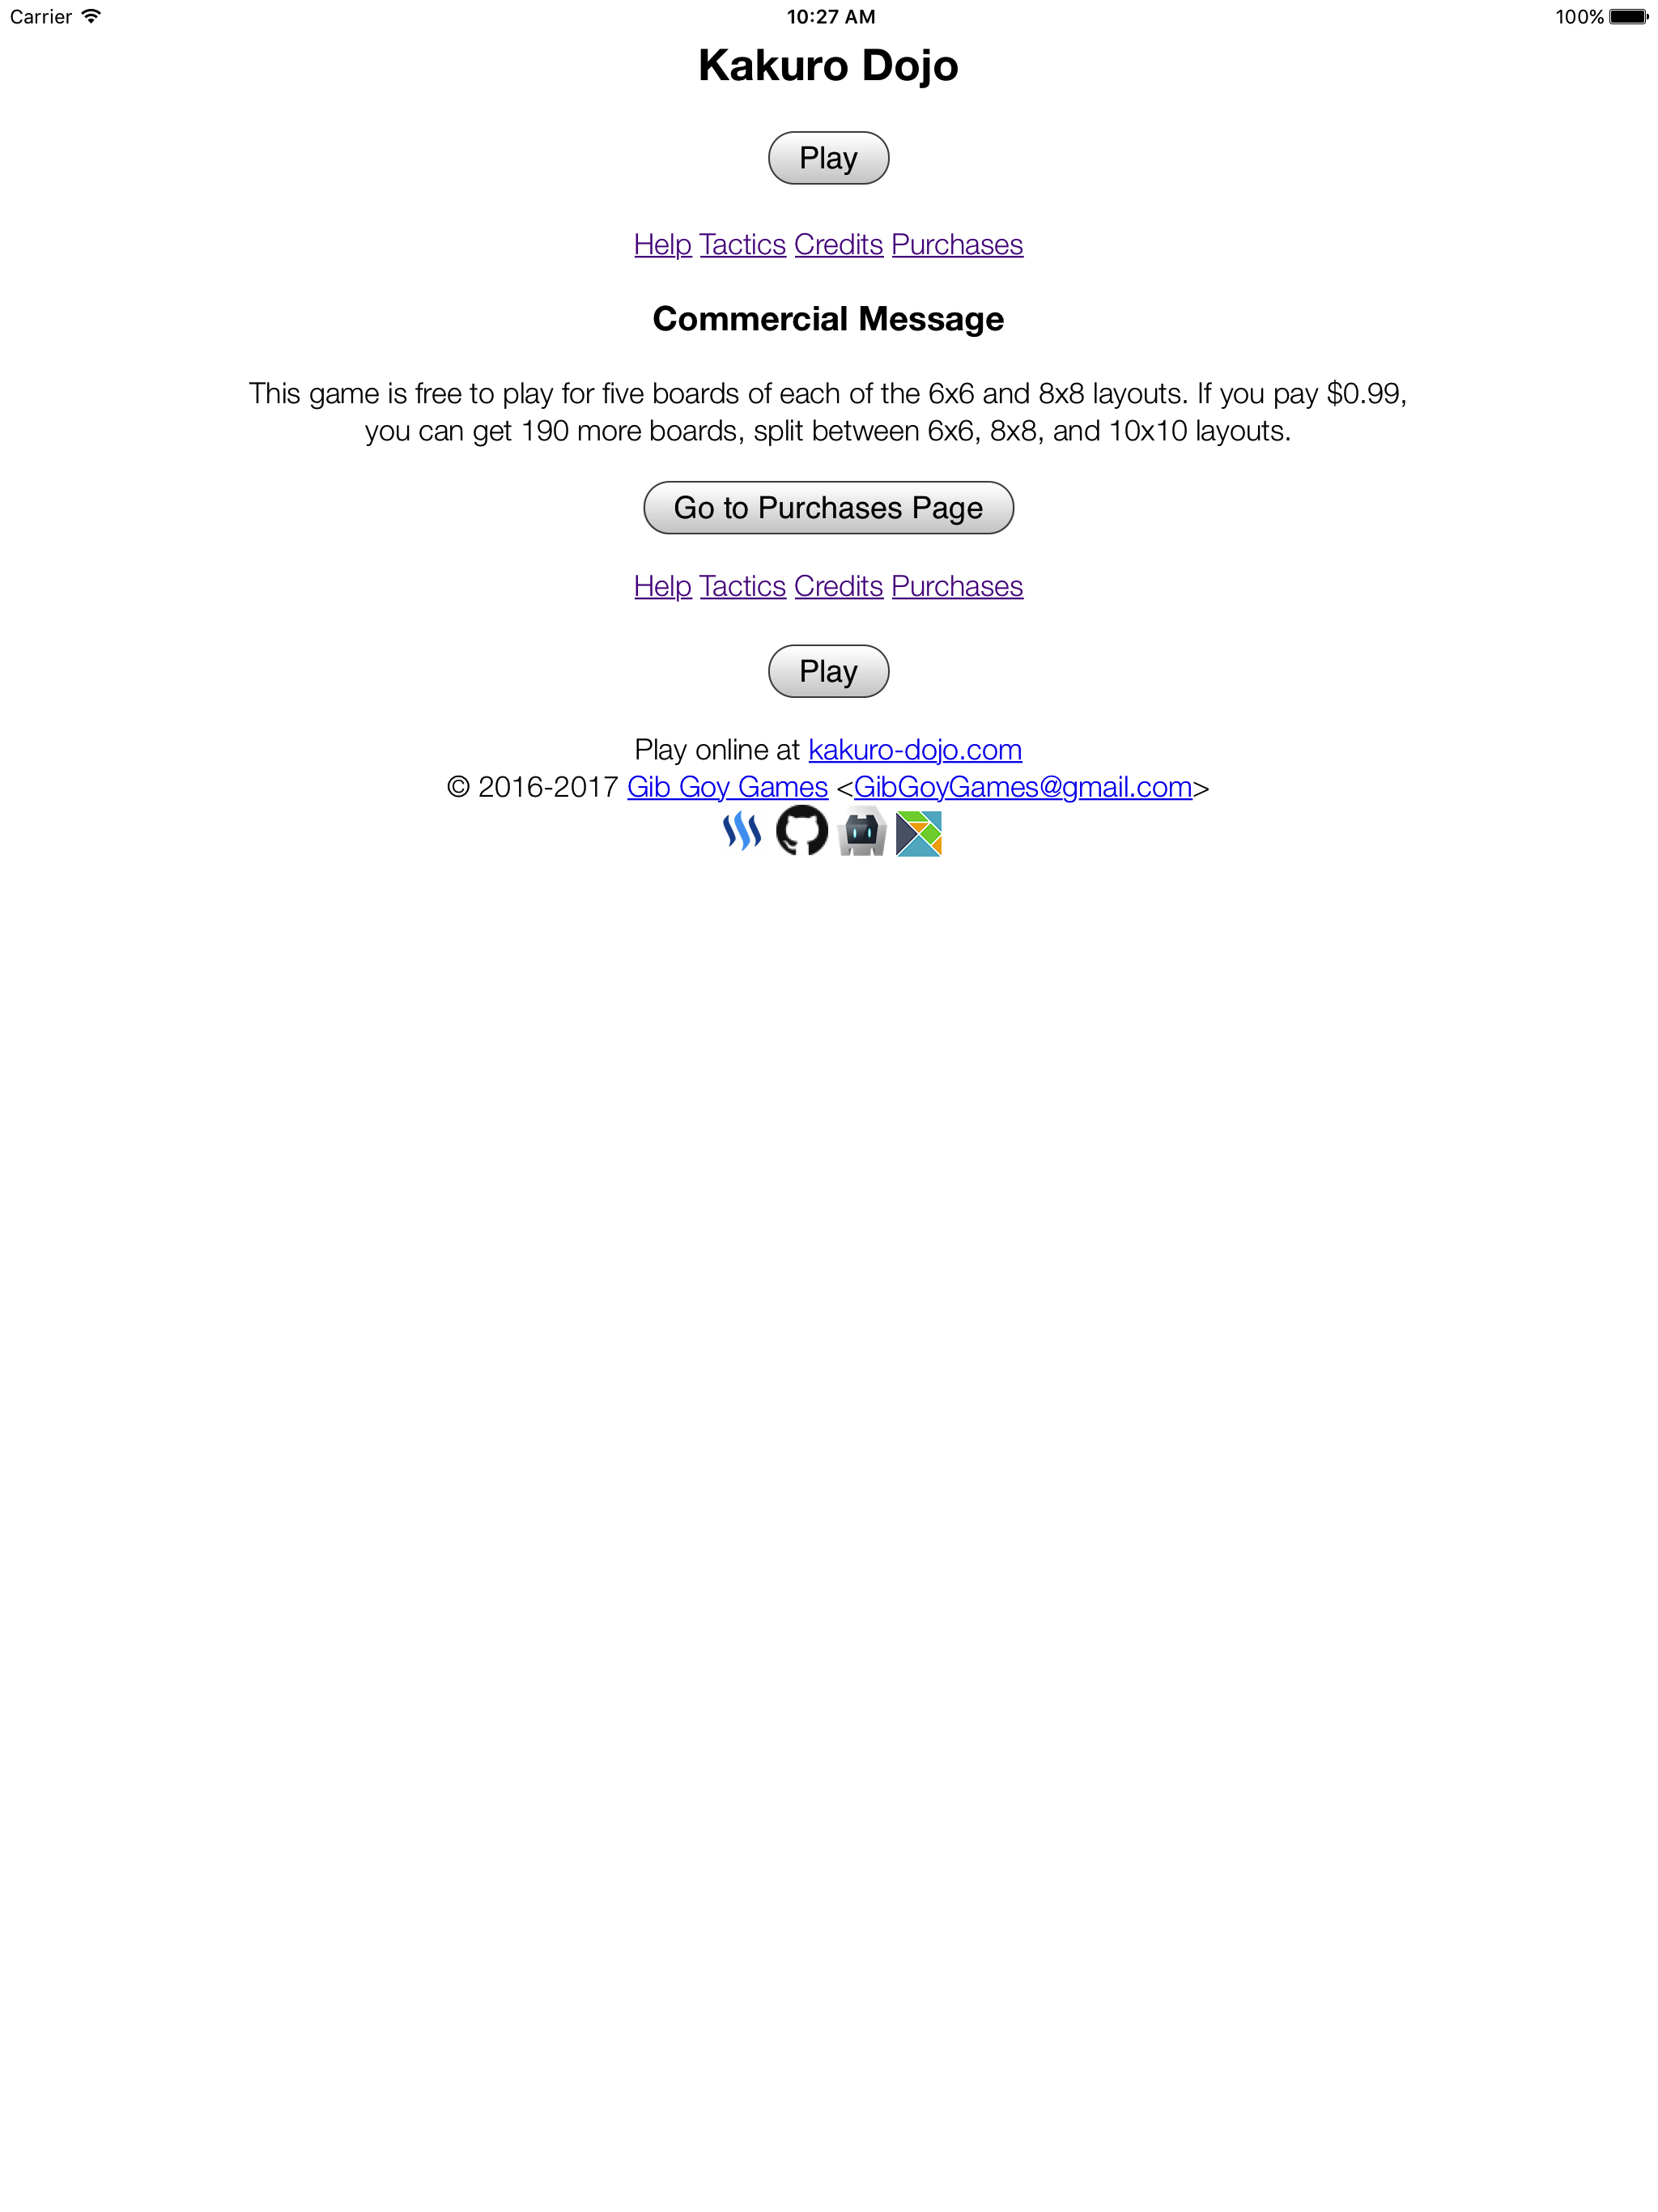 Carrier
10:27 AM
100%
Kakuro Dojo
Play
Help Tactics Credits Purchases
Commercial Message
This game is free to play for five boards of each of the 6x6 and 8x8 layouts. If you pay $0.99,
you can get 190 more boards, split between 6x6, 8x8, and 10x10 layouts.
Go to Purchases Page
Help Tactics Credits Purchases
Play
Play online at kakuro-dojo.com
© 2016-2017 Gib Goy Games <GibGoyGames@gmail.com>